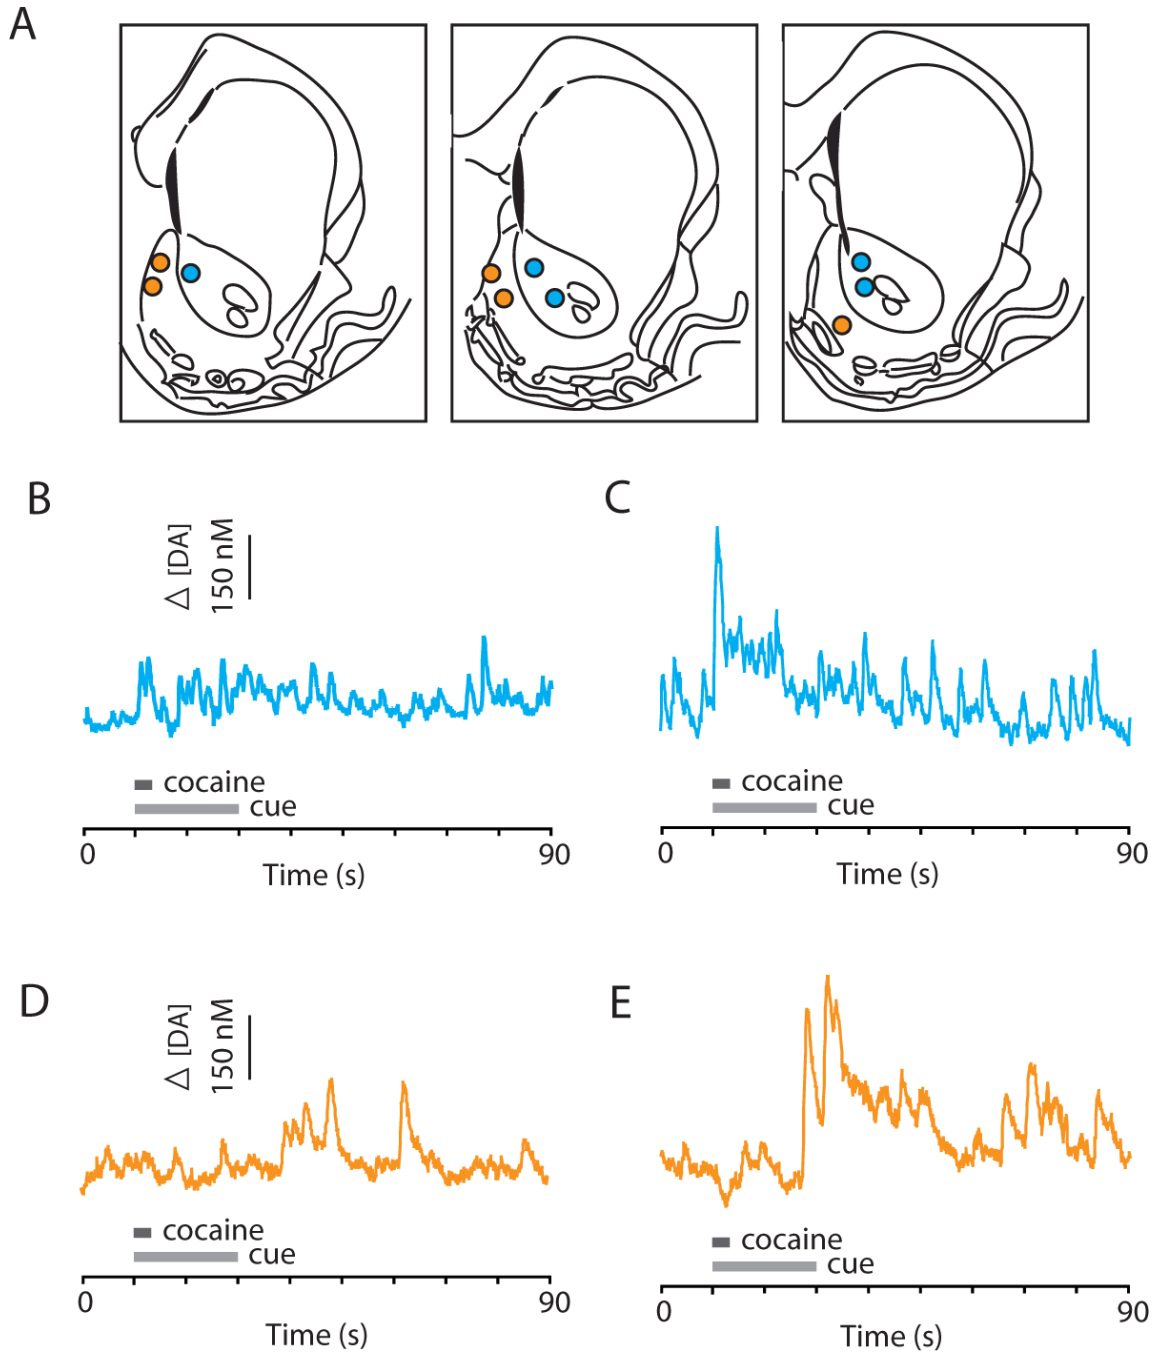 A
B
Δ [DA]
150 nM
cocaine
cue
0
90
Time (s)
C
cocaine
cue
0
90
Time (s)
D
Δ [DA]
150 nM
cocaine
cue
0
90
Time (s)
E
cocaine
cue
0
90
Time (s)